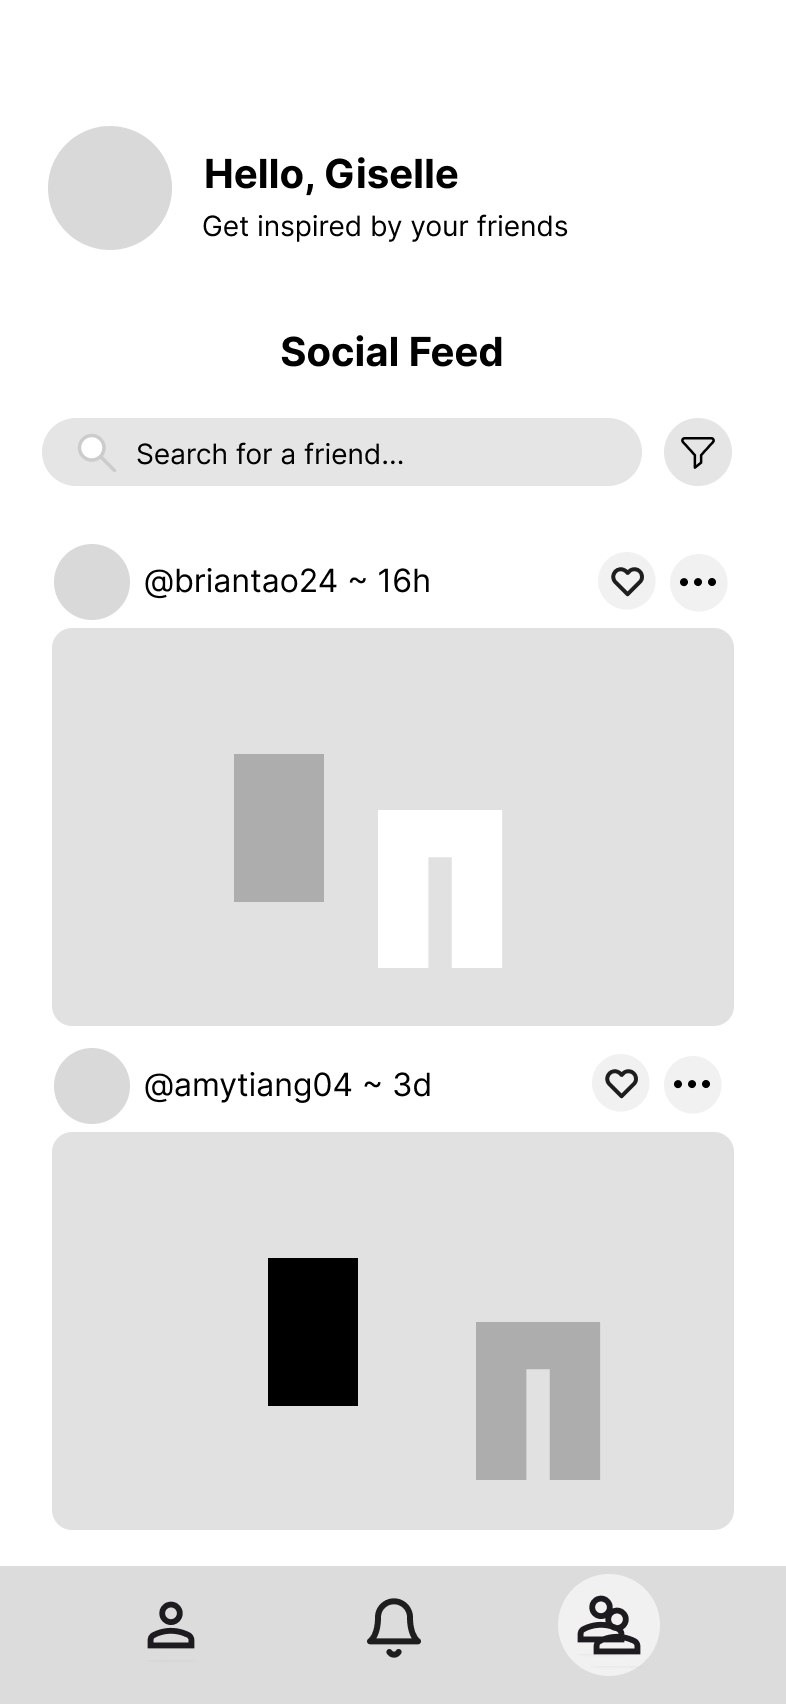 Hello, Giselle
Get inspired by your friends
Social Feed
Search for a friend...
@briantao24 ~ 16h
@amytiang04 ~ 3d